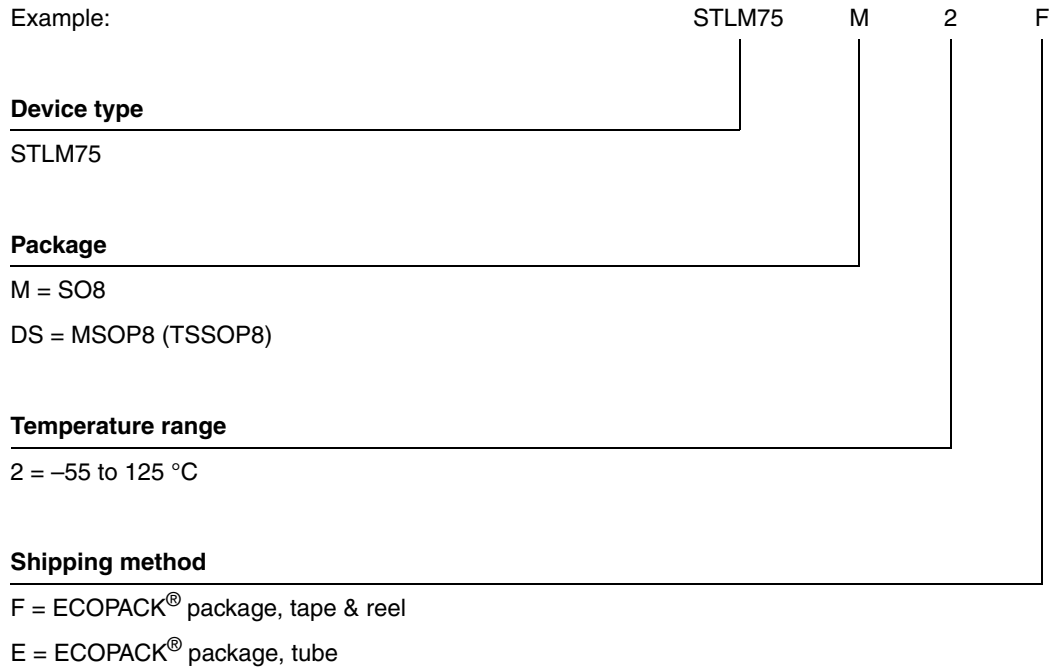 Example: STLM75 M 2 F
Device type
STLM75
Package
M = SO8
DS = MSOP8 (TSSOP8)
Temperature range
2 = –55 to 125 °C
Shipping method
F = ECOPACK® package, tape & reel
E = ECOPACK® package, tube